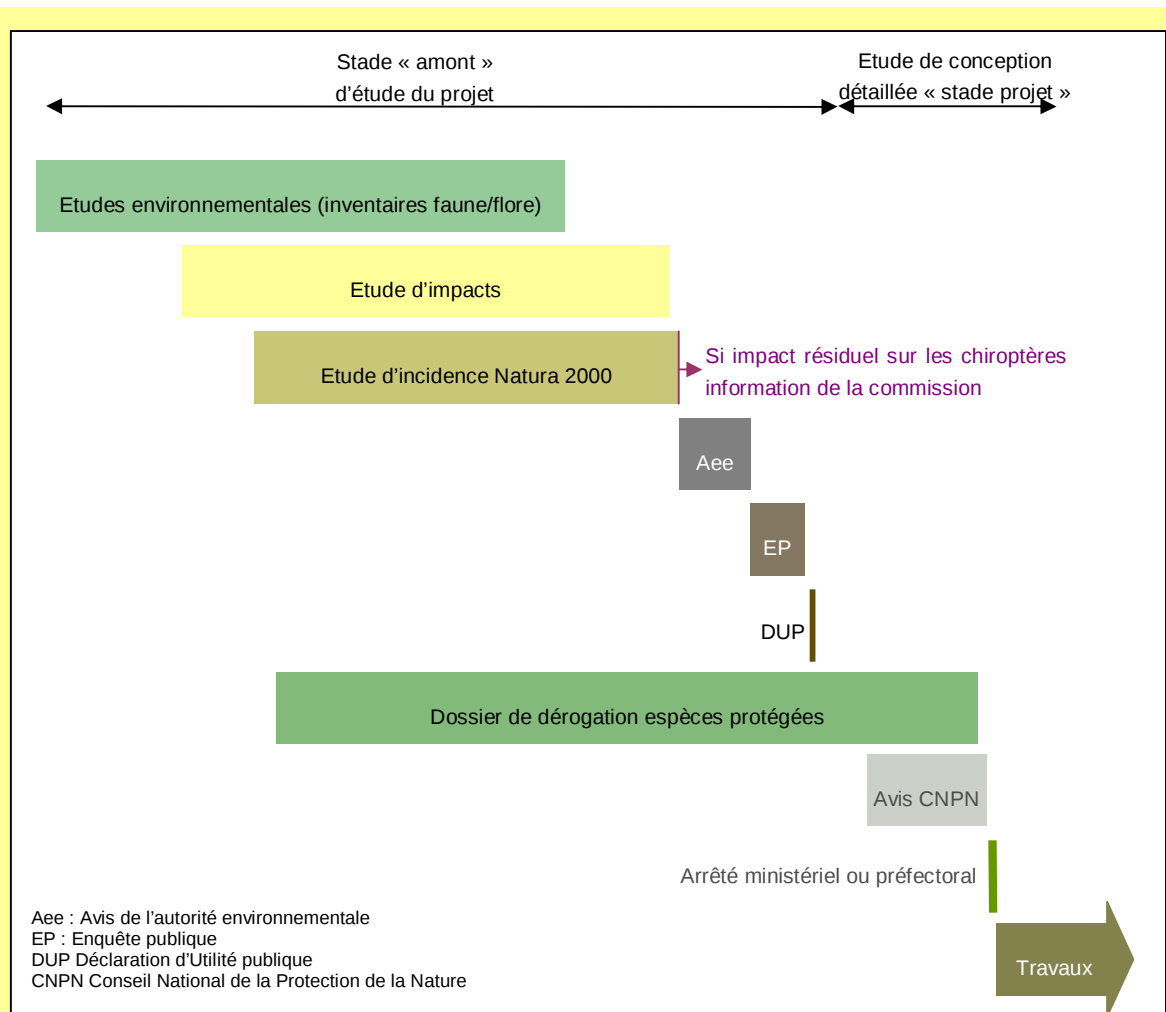 Stade « amont »
d’étude du projet
Etude de conception
détaillée « stade projet »
Etudes environnementales (inventaires faune/flore)
Etude d’impacts
Etude d’incidence Natura 2000
Si impact résiduel sur les chiroptères
information de la commission
Aee
EP
DUP
Dossier de dérogation espèces protégées
Avis CNPN
Arrêté ministériel ou préfectoral
Travaux
Aee : Avis de l’autorité environnementale
EP : Enquête publique
DUP Déclaration d’Utilité publique
CNPN Conseil National de la Protection de la Nature